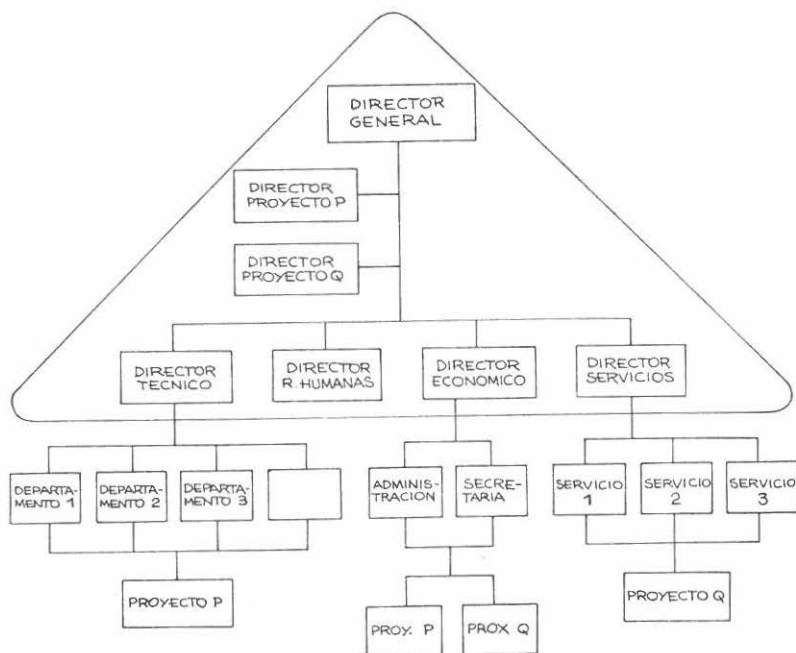 DIRECTOR
GENERAL
DIRECTOR
PROYECTO P
DIRECTOR
PROYECTO Q
DIRECTOR
TECNICO
DIRECTOR
R. HUMANAS
DIRECTOR
ECONOMICO
DIRECTOR
SERVICIOS
DEPARTA-
MENTO 1
DEPARTA-
MENTO 2
DEPARTA-
MENTO 3
ADMINIS-
TRACION
SECRE-
TARIA
SERVICIO
1
SERVICIO
2
SERVICIO
3
PROYECTO P
PROY. P
PROX Q
PROYECTO Q